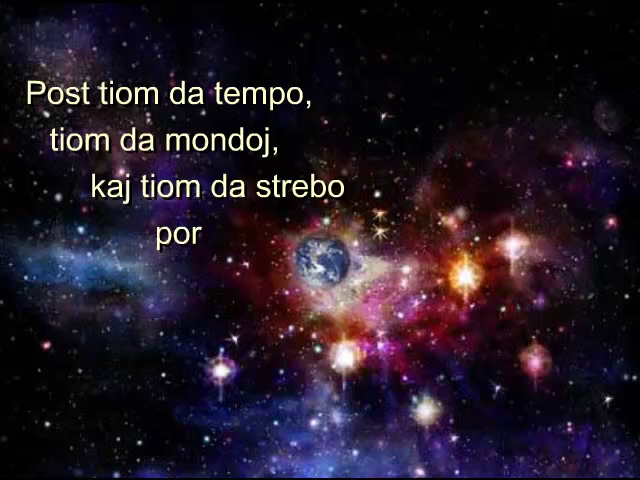 Post tiom da tempo,
tiom da mondoj,
kaj tiom da strebo
por